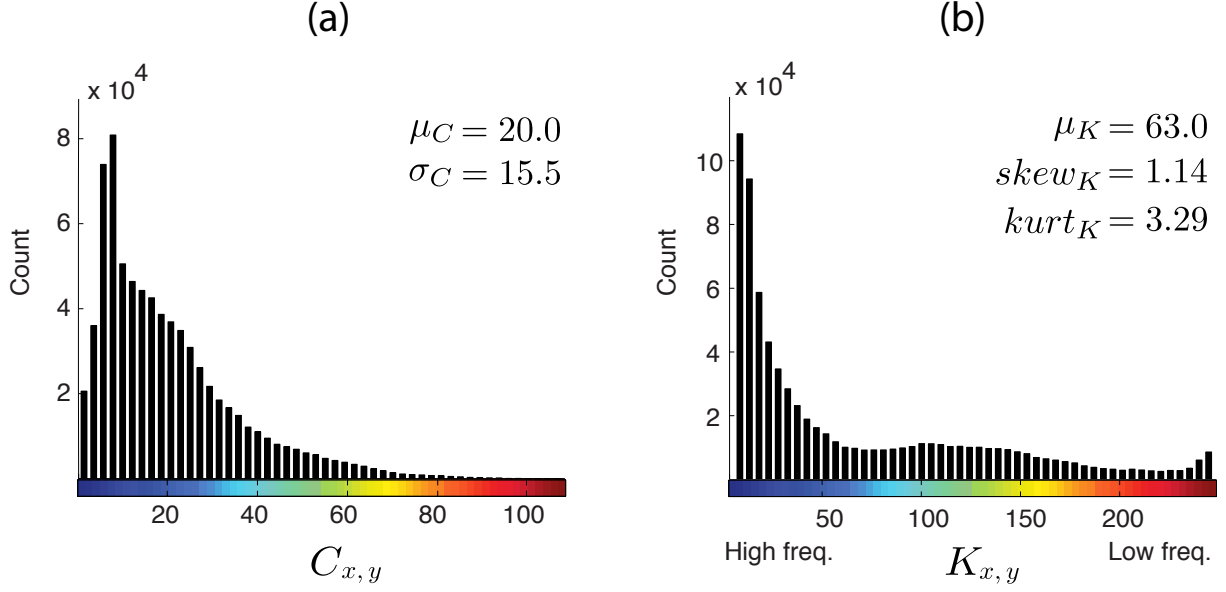 (a)
x 10^4
μ_C = 20.0
σ_C = 15.5
8
6
4
2
Count
20 40 60 80 100
C_{x,y}
(b)
x 10^4
μ_K = 63.0
skew_K = 1.14
kurt_K = 3.29
10
8
6
4
2
Count
50 100 150 200
High freq. Low freq.
K_{x,y}